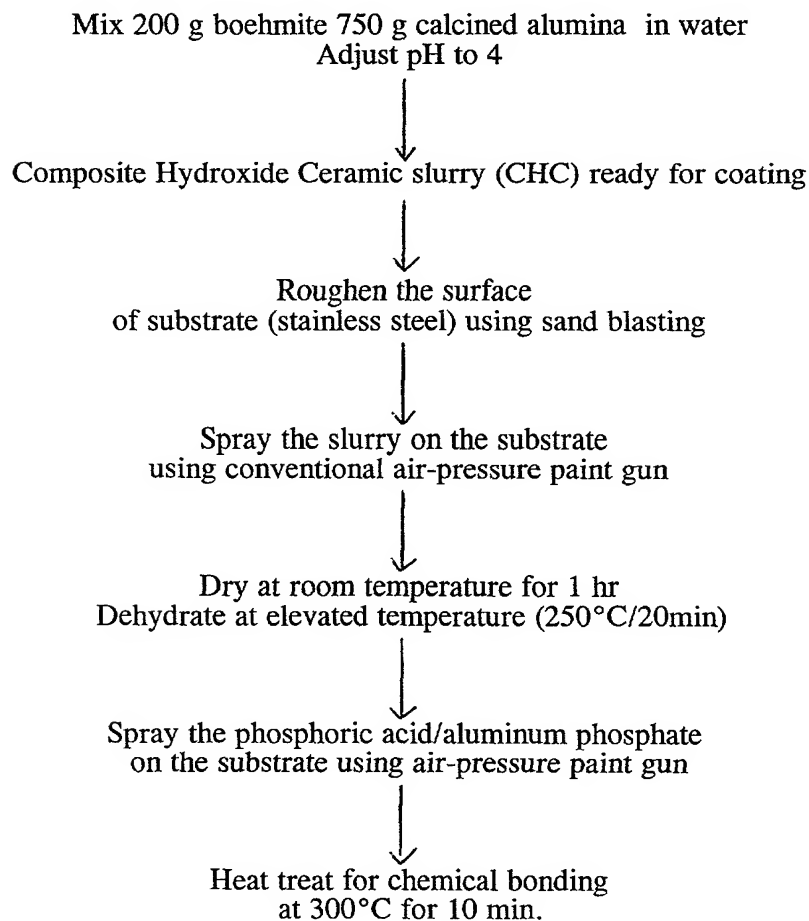 Mix 200 g boehmite 750 g calcined alumina in water
Adjust pH to 4
Composite Hydroxide Ceramic slurry (CHC) ready for coating
Roughen the surface
of substrate (stainless steel) using sand blasting
Spray the slurry on the substrate
using conventional air-pressure paint gun
Dry at room temperature for 1 hr
Dehydrate at elevated temperature (250°C/20min)
Spray the phosphoric acid/aluminum phosphate
on the substrate using air-pressure paint gun
Heat treat for chemical bonding
at 300°C for 10 min.